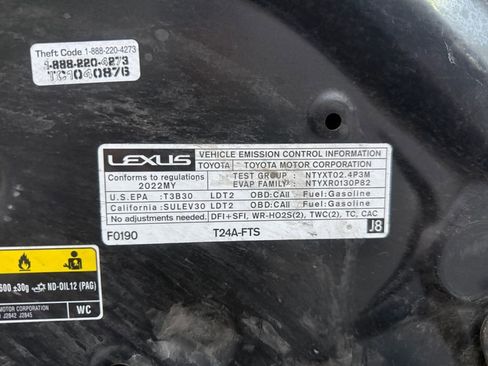 Theft Code 1-888-220-4273
1-888-220-4273
TC1040876
LEXUS
VEHICLE EMISSION CONTROL INFORMATION
TOYOTA
TOYOTA MOTOR CORPORATION
Conforms to regulations
2022MY
TEST GROUP : NTYXT02.4P3M
EVAP FAMILY : NTYXR0130P82
U.S.EPA : T3B30 LDT2 OBD:CAII Fuel:Gasoline
California : SULEV30 LDT2 OBD:CAII Fuel:Gasoline
No adjustments needed. DFI+SFI, WR-HO2S(2), TWC(2), TC, CAC
F0190 T24A-FTS J8
600 ±30g ND-OIL12 (PAG)
MOTOR CORPORATION
J2842 J2845
WC